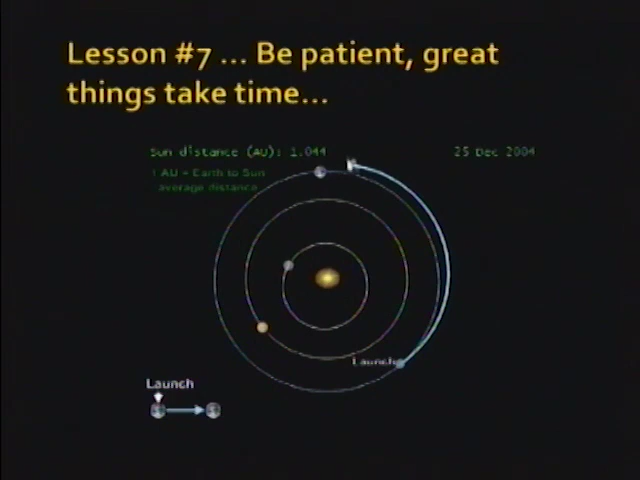 Lesson #7 ... Be patient, great
things take time...
Sun distance (AU): 1.044
25 Dec 2004
1 AU = Earth to Sun
average distance
Launch
Launch